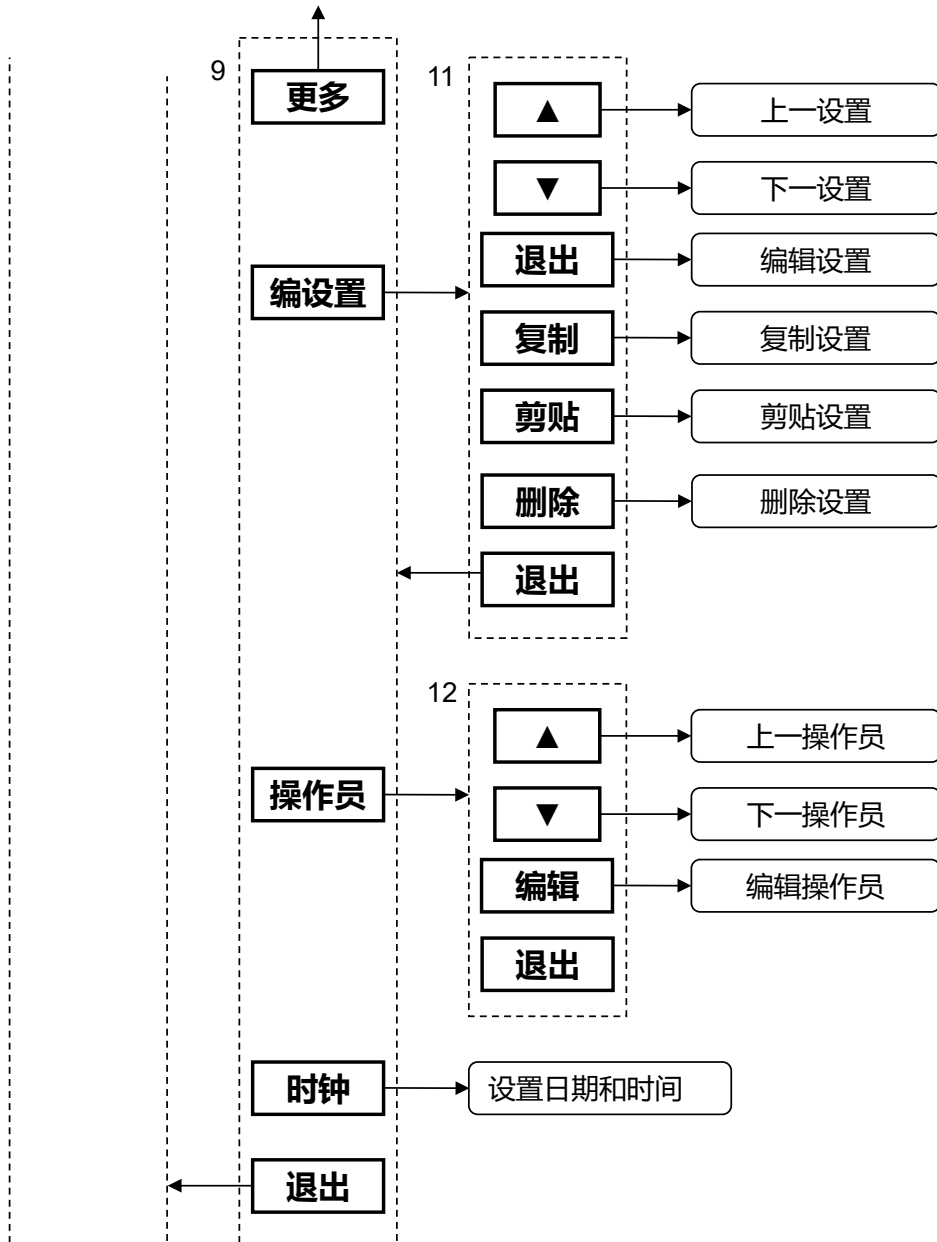 9
更多
11
▲
上一设置
▼
下一设置
退出
编辑设置
编设置
复制
复制设置
剪贴
剪贴设置
删除
删除设置
退出
12
▲
上一操作员
操作员
▼
下一操作员
编辑
编辑操作员
退出
时钟
设置日期和时间
退出